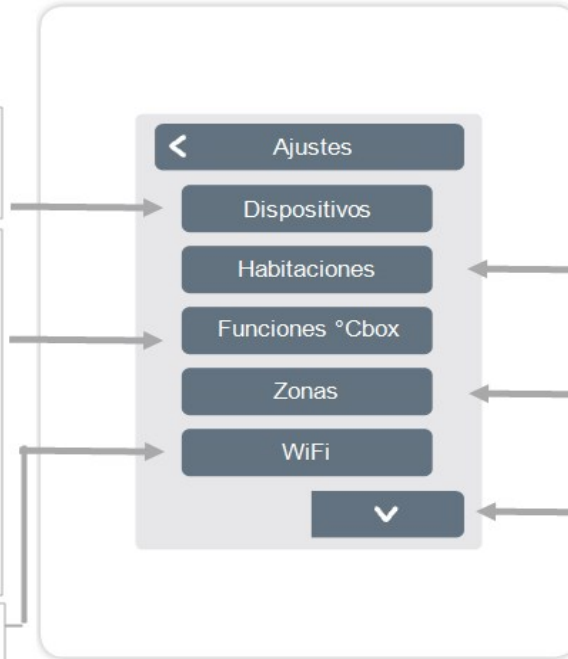 Ajustes
Dispositivos
Habitaciones
Funciones °Cbox
Zonas
WiFi